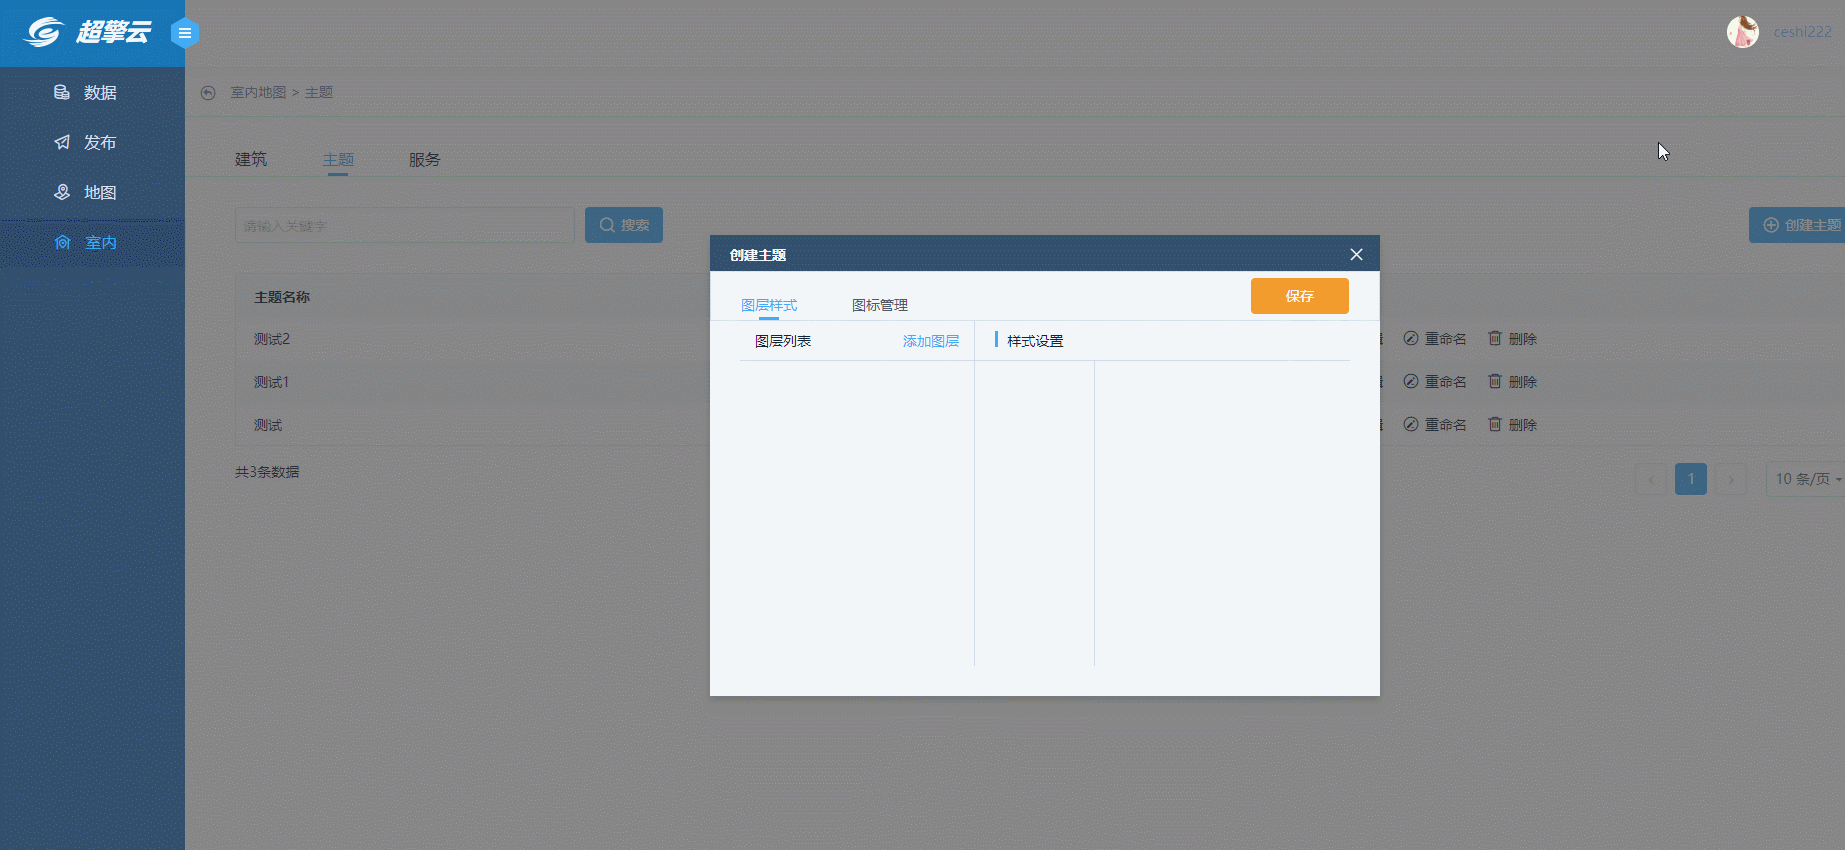 超擎云
ceshi222
数据
发布
地图
室内
室内地图 > 主题
建筑 主题 服务
请输入关键字 搜索 创建主题
创建主题
图层样式 图标管理 保存
图层列表 添加图层 样式设置
主题名称
测试2 重命名 删除
测试1 重命名 删除
测试 重命名 删除
共3条数据
1 10 条/页